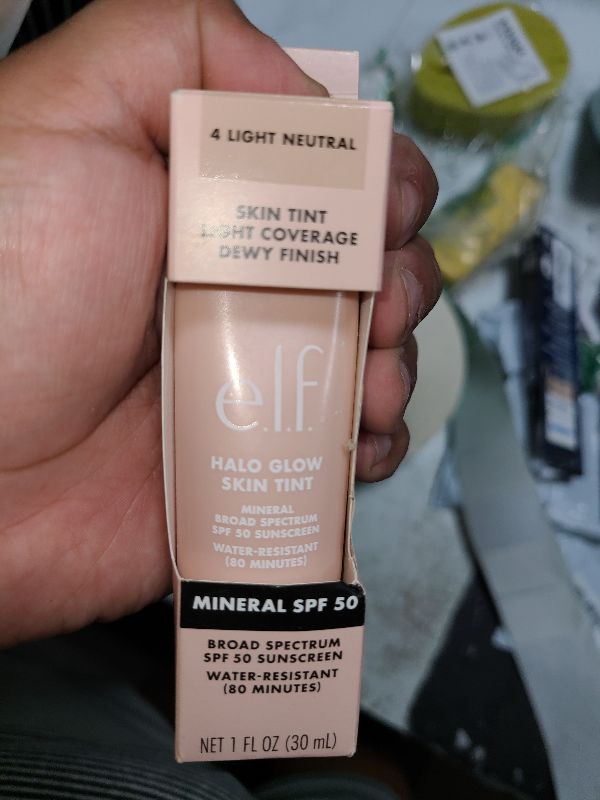 4 LIGHT NEUTRAL
SKIN TINT
LIGHT COVERAGE
DEWY FINISH
e.l.f.
HALO GLOW
SKIN TINT
MINERAL
BROAD SPECTRUM
SPF 50 SUNSCREEN
WATER-RESISTANT
(80 MINUTES)
MINERAL SPF 50
BROAD SPECTRUM
SPF 50 SUNSCREEN
WATER-RESISTANT
(80 MINUTES)
NET 1 FL OZ (30 mL)